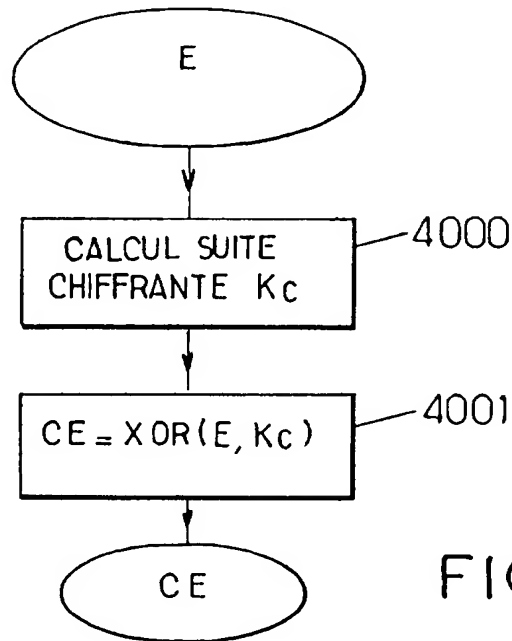 E
CALCUL SUITE
CHIFFRANTE Kc
4000
CE = XOR(E, Kc)
4001
CE